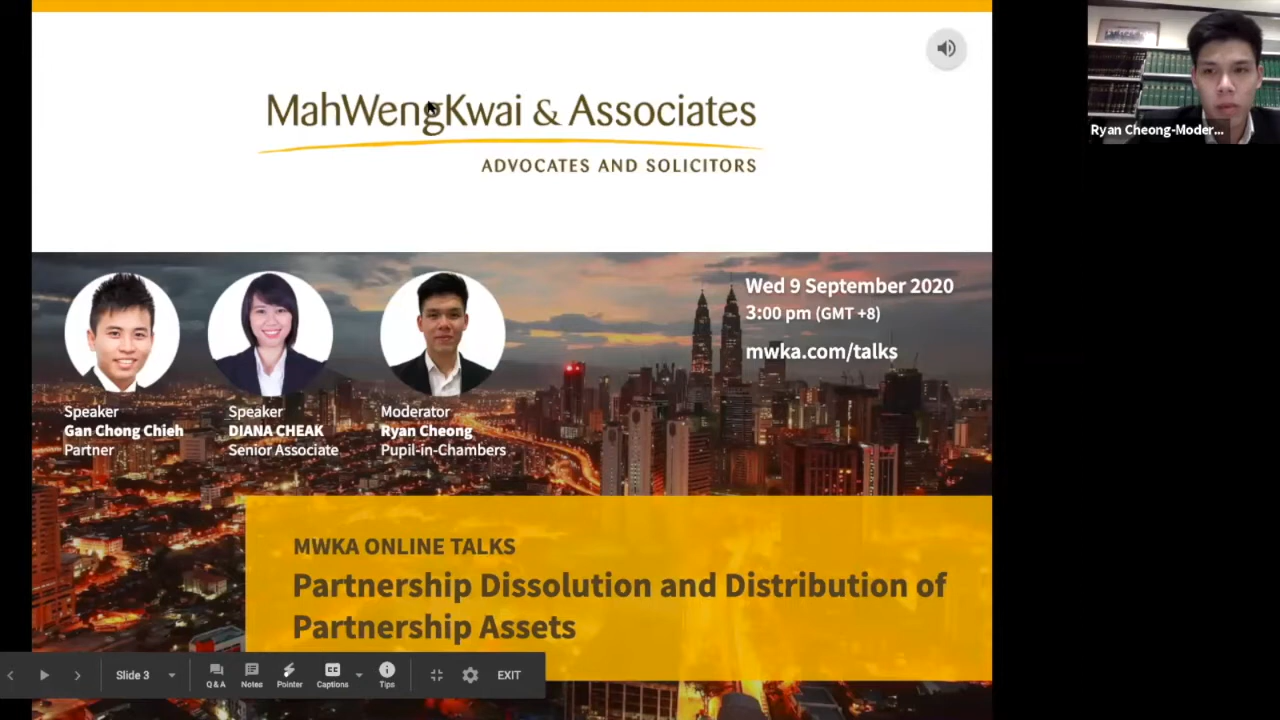 MahWengKwai & Associates
ADVOCATES AND SOLICITORS
Ryan Cheong-Moder...
Wed 9 September 2020
3:00 pm (GMT +8)
mwka.com/talks
Speaker
Gan Chong Chieh
Partner
Speaker
DIANA CHEAK
Senior Associate
Moderator
Ryan Cheong
Pupil-in-Chambers
MWKA ONLINE TALKS
Partnership Dissolution and Distribution of
Partnership Assets
Slide 3
Q & A
Notes
Pointer
CC
Captions
Tips
EXIT